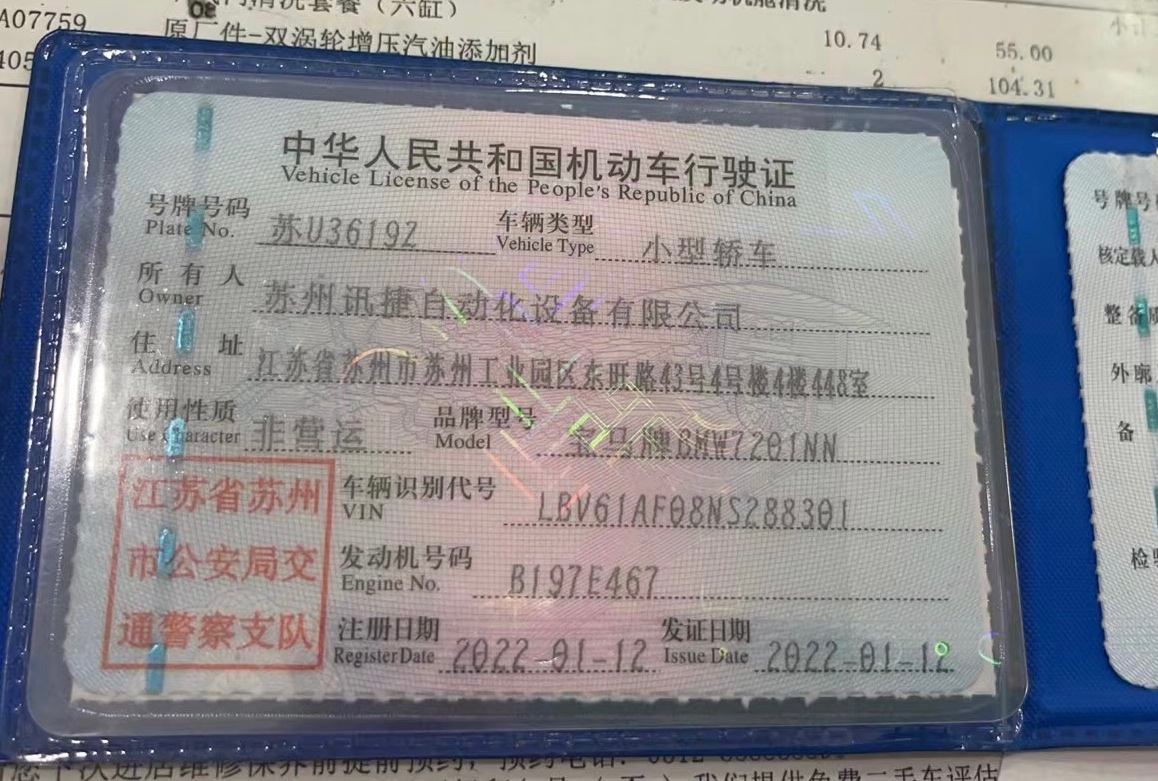 内清洗套餐（六缸）
A07759
原厂件-双涡轮增压汽油添加剂
10.74
55.00
2
104.31
中华人民共和国机动车行驶证
Vehicle License of the People's Republic of China
号牌号码 苏U3619Z 车辆类型 小型轿车
Plate No. Vehicle Type
所有人 苏州讯捷自动化设备有限公司
Owner
住址 江苏省苏州市苏州工业园区东旺路43号4号楼4楼448室
Address
使用性质 非营运 品牌型号 宝马牌BMW7201NN
Use Character Model
车辆识别代号 LBV61AF08NS288301
VIN
发动机号码 B197E467
Engine No.
注册日期 2022-01-12 发证日期 2022-01-12
Register Date Issue Date
江苏省苏州
市公安局交
通警察支队
号牌号
核定载人
整备质
外廓
备
检验